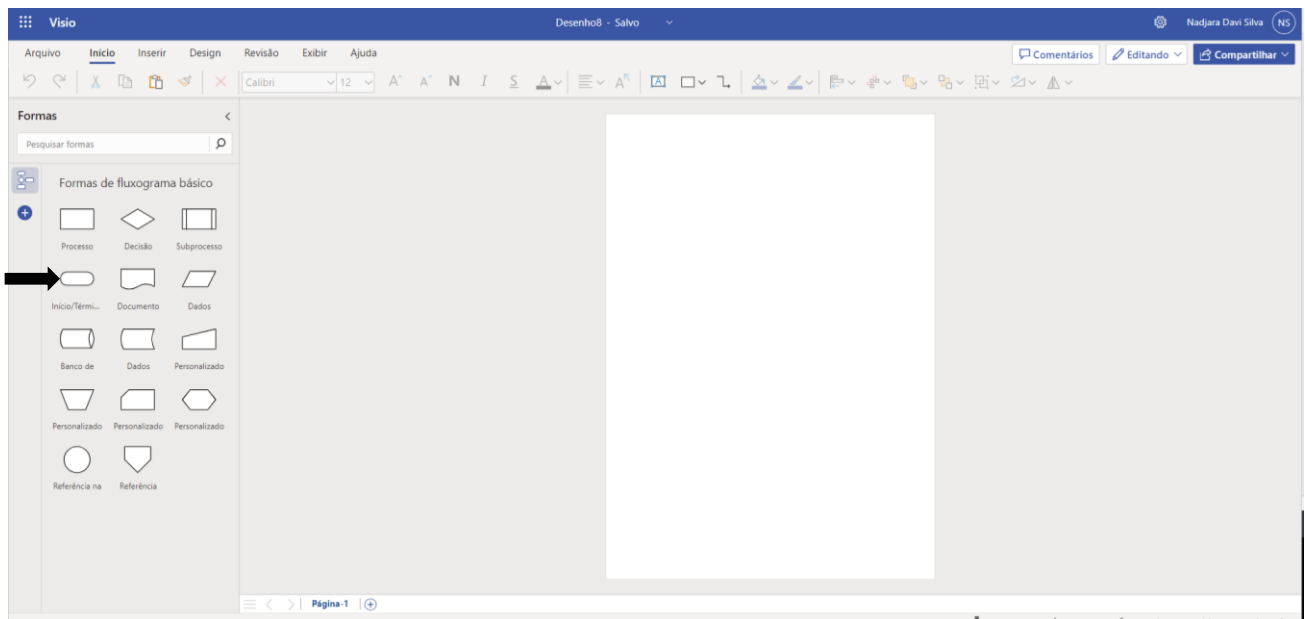 Visio
Desenho8 - Salvo
Nadjara Davi Silva NS
Arquivo Início Inserir Design Revisão Exibir Ajuda
Comentários Editando Compartilhar
Calibri 12 A A N I S A A A
Formas
Pesquisar formas
Formas de fluxograma básico
Processo Decisão Subprocesso
Início/Térmi... Documento Dados
Banco de Dados Personalizado
Personalizado Personalizado Personalizado
Referência na Referência
Página-1